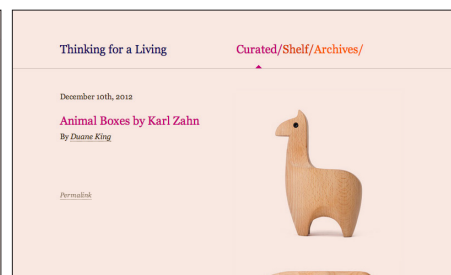 Thinking for a Living
Curated/Shelf/Archives/
December 10th, 2012
Animal Boxes by Karl Zahn
By Duane King
Permalink